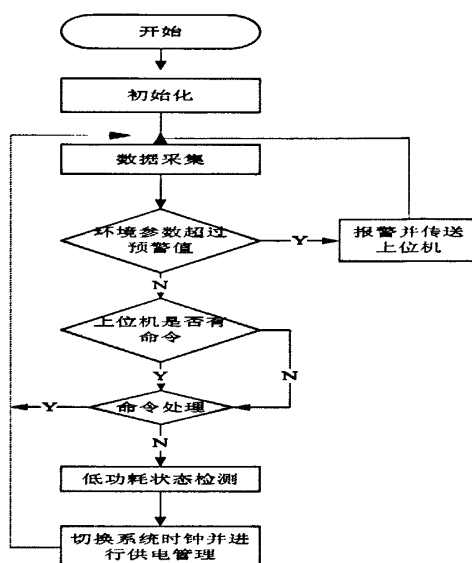 开始
初始化
数据采集
环境参数超过
预警值
Y
报警并传送
上位机
N
上位机是否有
命令
N
Y
命令处理
Y
N
低功耗状态检测
切换系统时钟并进
行供电管理